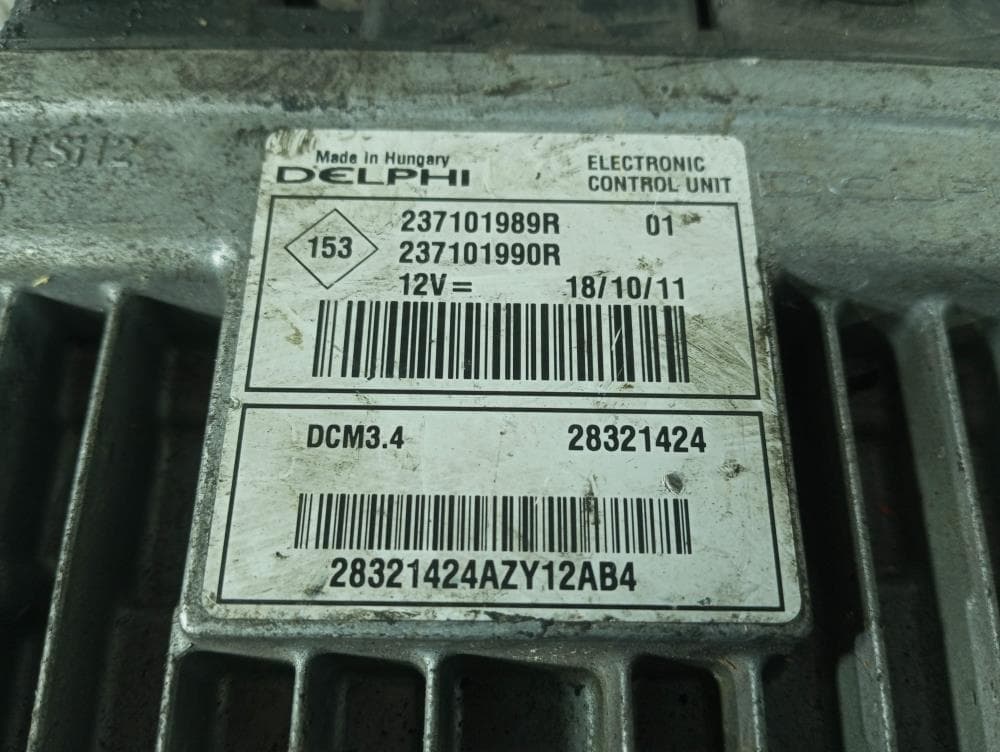 Made in Hungary
DELPHI
ELECTRONIC
CONTROL UNIT
153
237101989R 01
237101990R
12V = 18/10/11
DCM3.4 28321424
28321424AZY12AB4